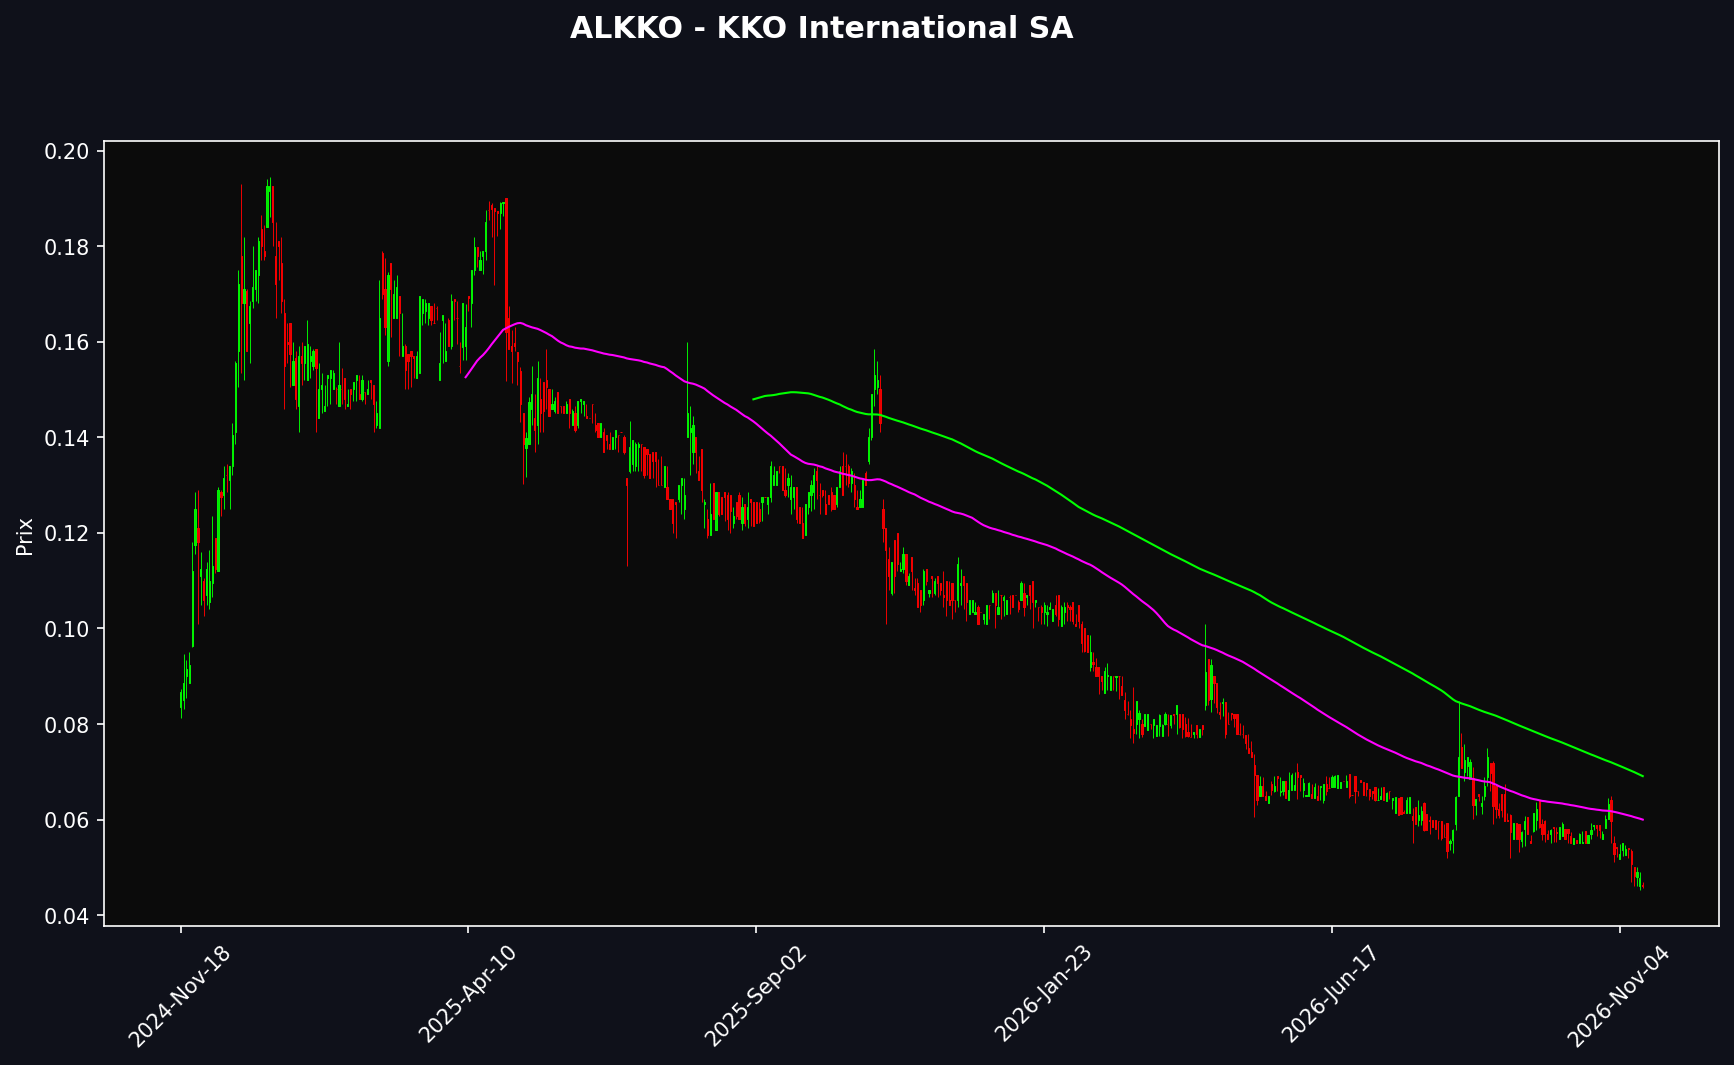 ALKKO - KKO International SA
0.20
0.18
0.16
0.14
0.12
0.10
0.08
0.06
0.04
Prix
2024-Nov-18
2025-Apr-10
2025-Sep-02
2026-Jan-23
2026-Jun-17
2026-Nov-04